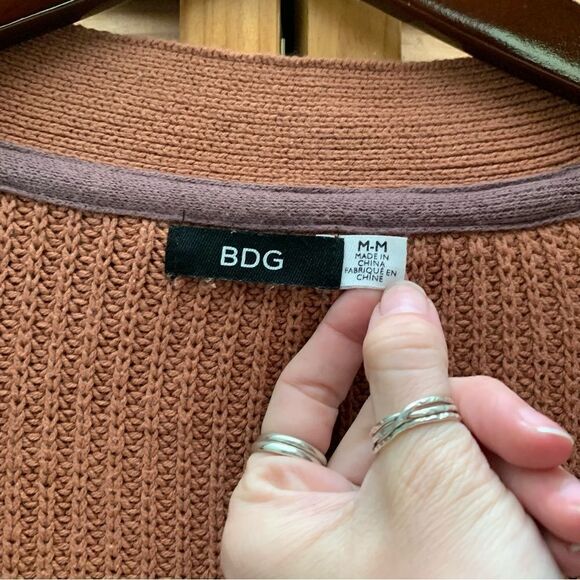 BDG
M-M
MADE IN
CHINA
FABRIQUÉ EN
CHINE